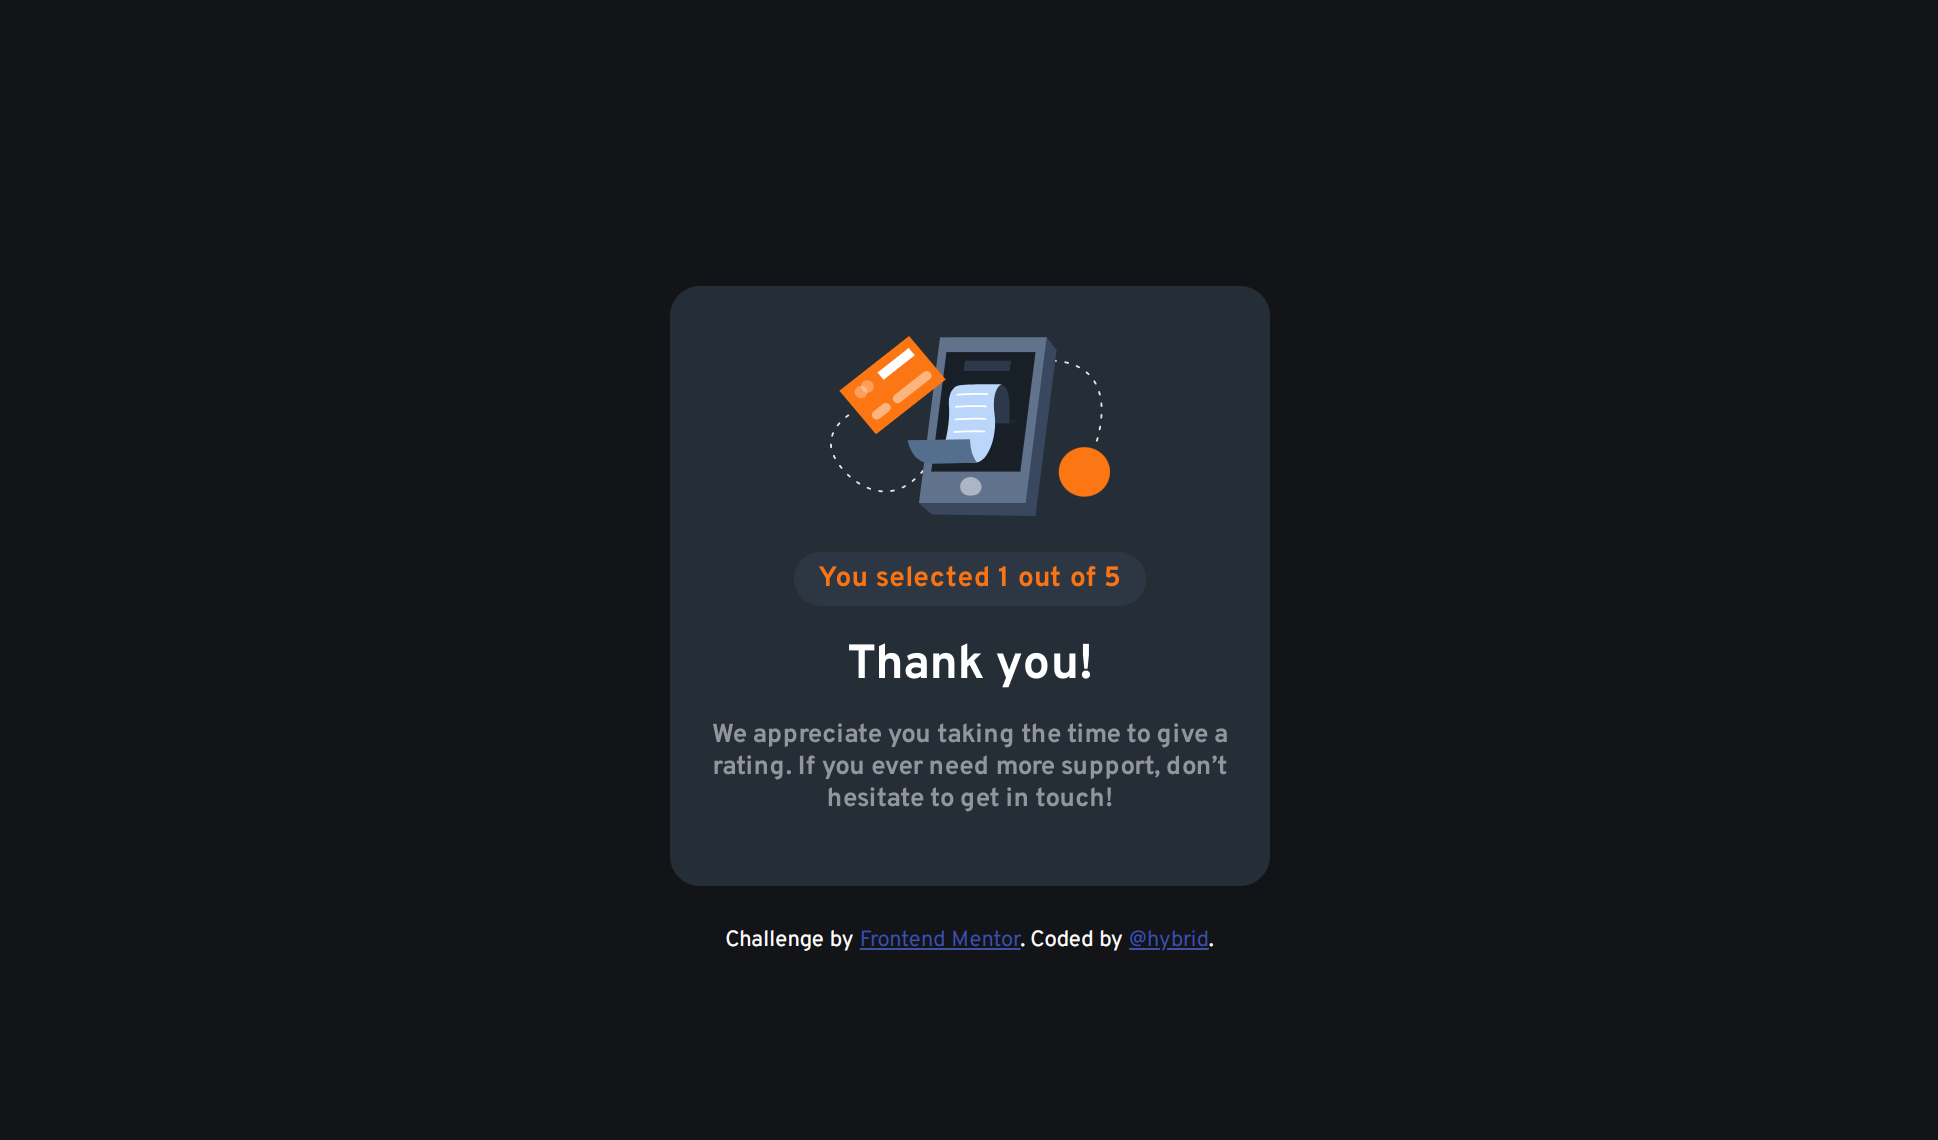 You selected 1 out of 5
Thank you!
We appreciate you taking the time to give a
rating. If you ever need more support, don’t
hesitate to get in touch!
Challenge by Frontend Mentor. Coded by @hybrid.